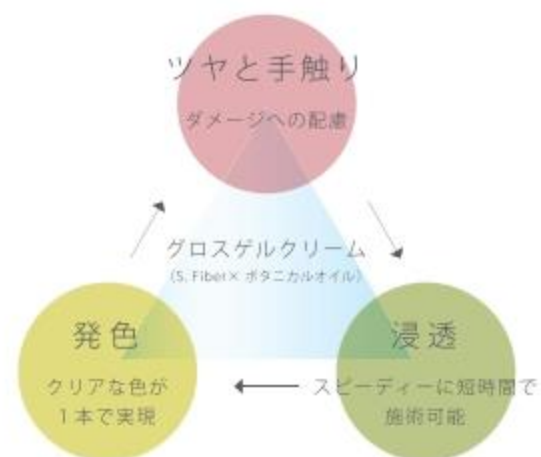 ツヤと手触り
ダメージへの配慮
グロスゲルクリーム
(S. Fiber× ボタニカルオイル)
発色
クリアな色が
1本で実現
浸透
スピーディーに短時間で
施術可能